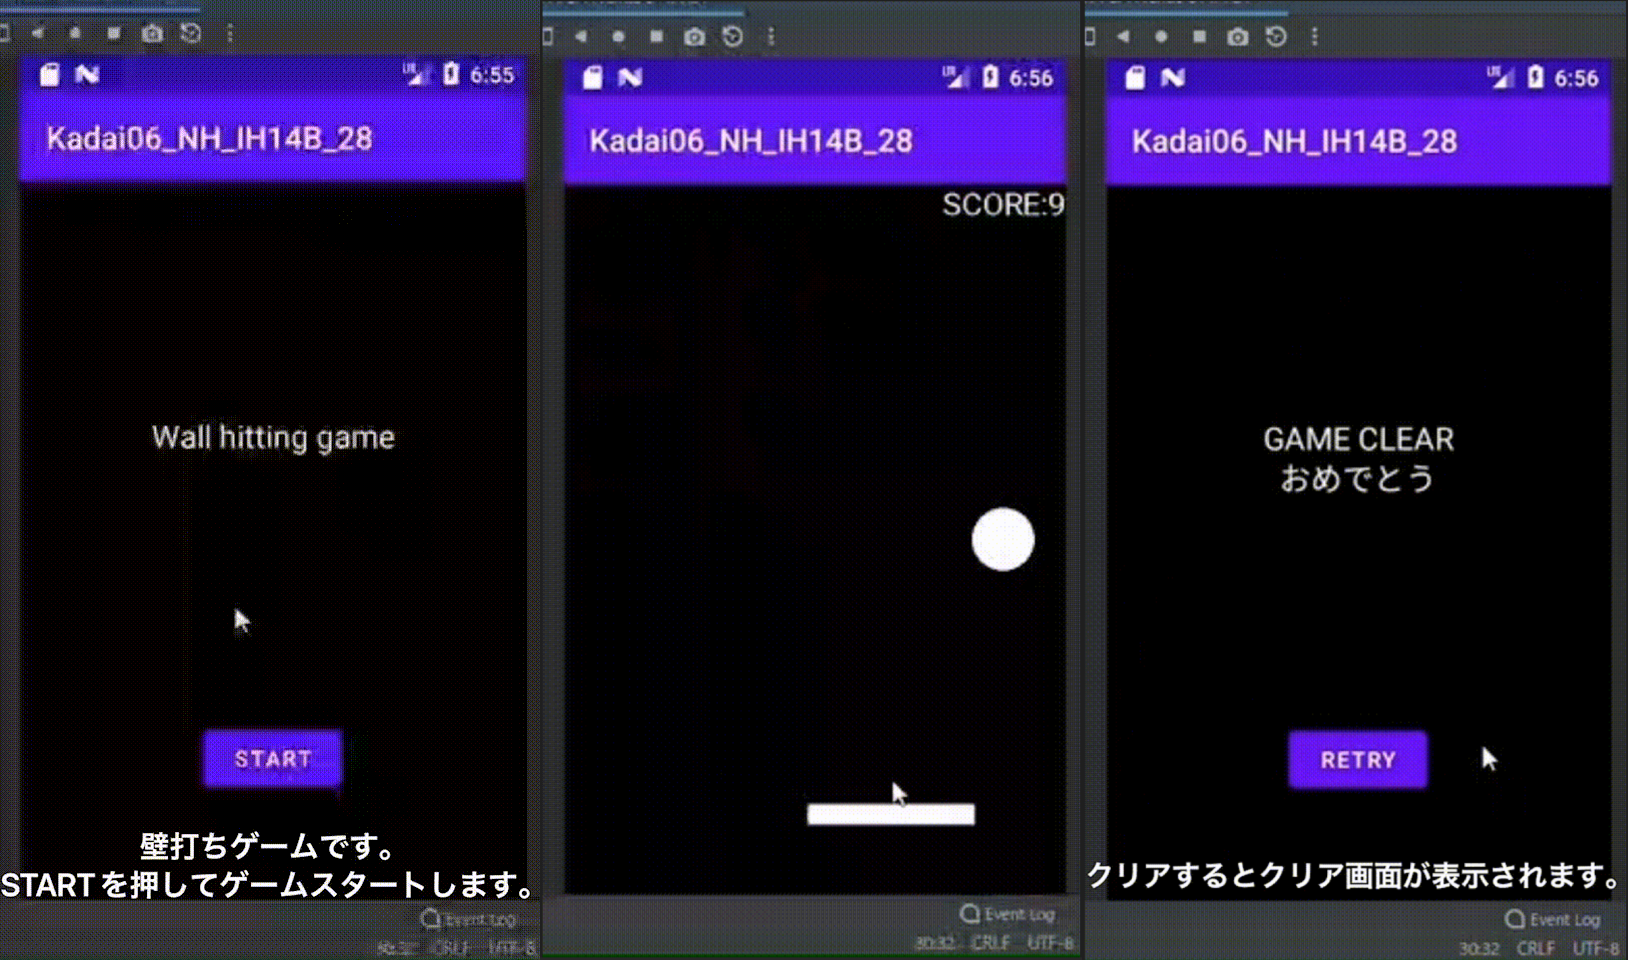 6:55
Kadai06_NH_IH14B_28
Wall hitting game
START
壁打ちゲームです。
STARTを押してゲームスタートします。
Event Log
30:32 CRLF UTF-8
6:56
Kadai06_NH_IH14B_28
SCORE:9
Event Log
30:32 CRLF UTF-8
6:56
Kadai06_NH_IH14B_28
GAME CLEAR
おめでとう
RETRY
クリアするとクリア画面が表示されます。
Event Log
30:32 CRLF UTF-8